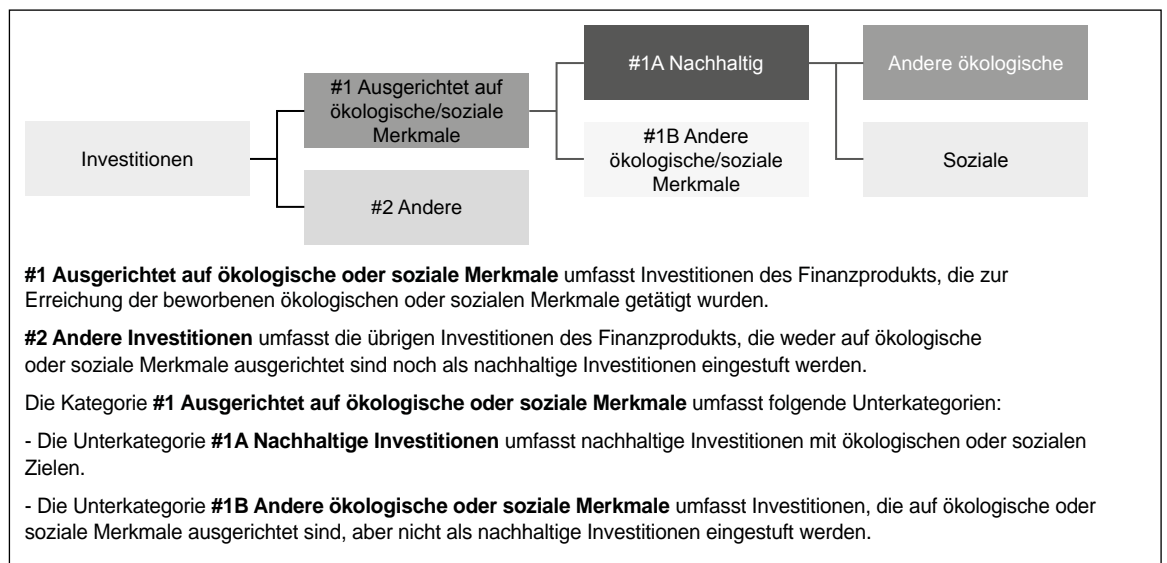 Investitionen
#1 Ausgerichtet auf
ökologische/soziale
Merkmale
#2 Andere
#1A Nachhaltig
#1B Andere
ökologische/soziale
Merkmale
Andere ökologische
Soziale
#1 Ausgerichtet auf ökologische oder soziale Merkmale umfasst Investitionen des Finanzprodukts, die zur
Erreichung der beworbenen ökologischen oder sozialen Merkmale getätigt wurden.
#2 Andere Investitionen umfasst die übrigen Investitionen des Finanzprodukts, die weder auf ökologische
oder soziale Merkmale ausgerichtet sind noch als nachhaltige Investitionen eingestuft werden.
Die Kategorie #1 Ausgerichtet auf ökologische oder soziale Merkmale umfasst folgende Unterkategorien:
- Die Unterkategorie #1A Nachhaltige Investitionen umfasst nachhaltige Investitionen mit ökologischen oder sozialen
Zielen.
- Die Unterkategorie #1B Andere ökologische oder soziale Merkmale umfasst Investitionen, die auf ökologische oder
soziale Merkmale ausgerichtet sind, aber nicht als nachhaltige Investitionen eingestuft werden.